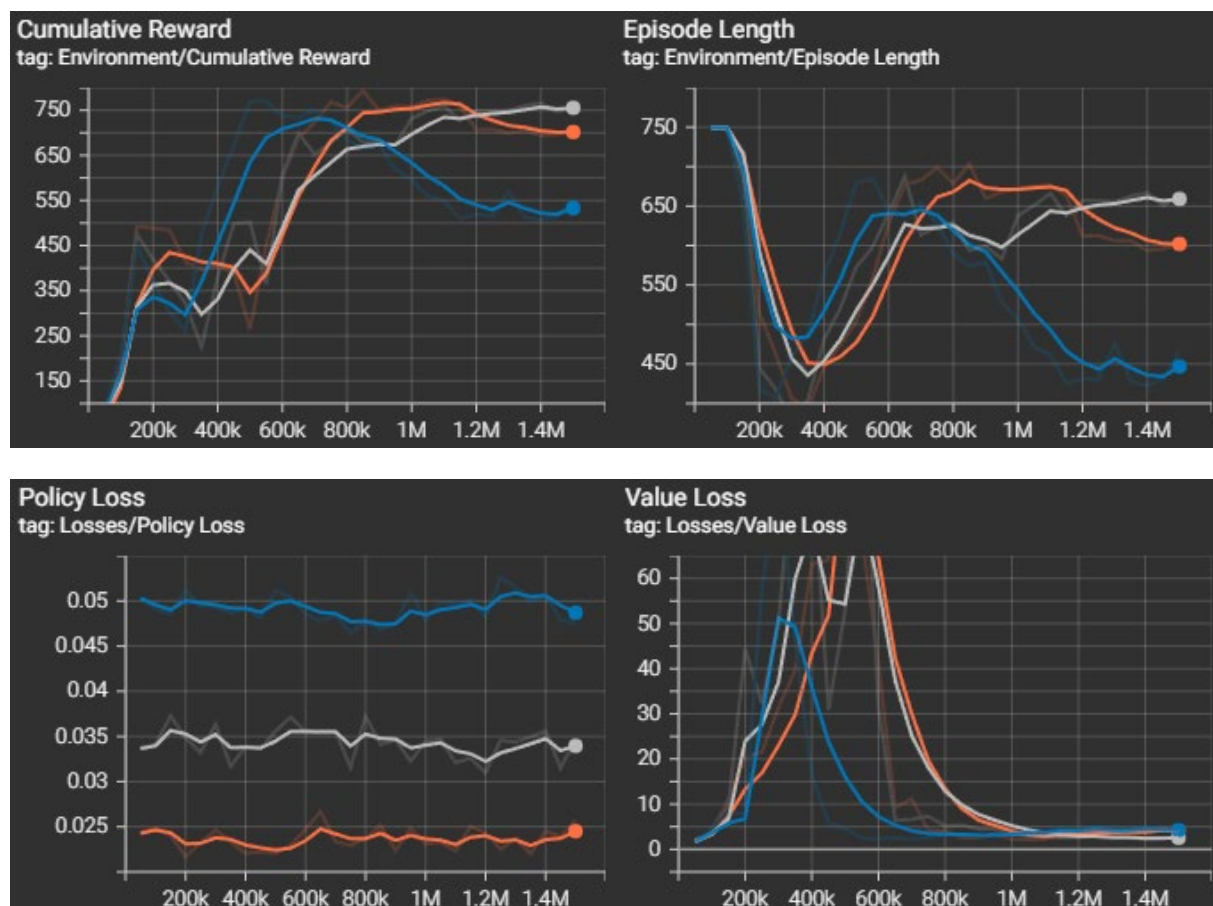 Cumulative Reward
tag: Environment/Cumulative Reward
750
650
550
450
350
250
150
200k 400k 600k 800k 1M 1.2M 1.4M
Episode Length
tag: Environment/Episode Length
750
650
550
450
200k 400k 600k 800k 1M 1.2M 1.4M
Policy Loss
tag: Losses/Policy Loss
0.05
0.045
0.04
0.035
0.03
0.025
200k 400k 600k 800k 1M 1.2M 1.4M
Value Loss
tag: Losses/Value Loss
60
50
40
30
20
10
0
200k 400k 600k 800k 1M 1.2M 1.4M